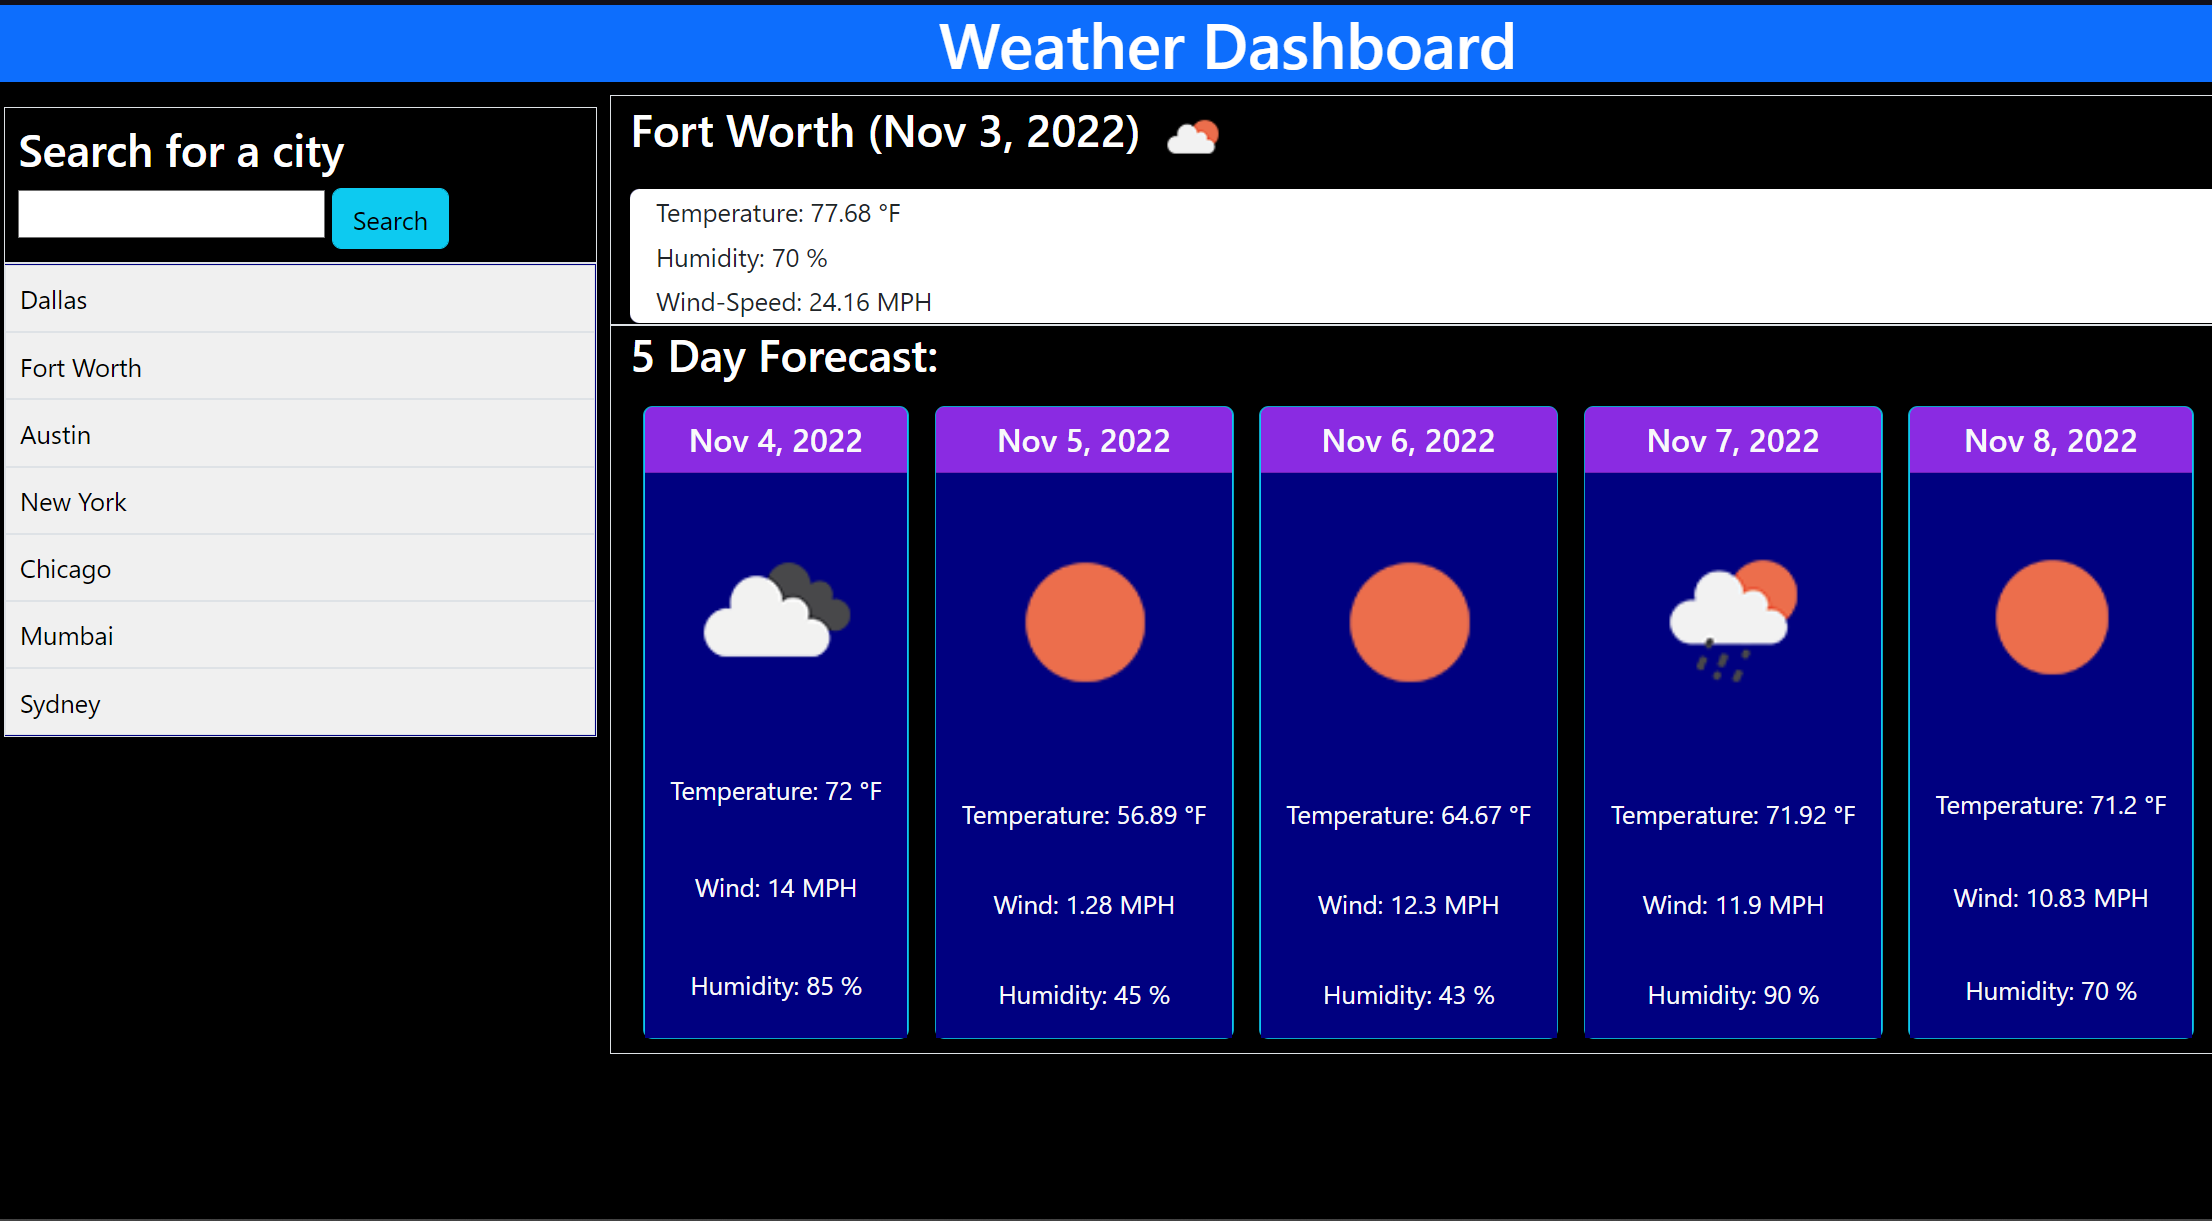 Weather Dashboard
Search for a city
Search
Dallas
Fort Worth
Austin
New York
Chicago
Mumbai
Sydney
Fort Worth (Nov 3, 2022)
Temperature: 77.68 °F
Humidity: 70 %
Wind-Speed: 24.16 MPH
5 Day Forecast:
Nov 4, 2022
Temperature: 72 °F
Wind: 14 MPH
Humidity: 85 %
Nov 5, 2022
Temperature: 56.89 °F
Wind: 1.28 MPH
Humidity: 45 %
Nov 6, 2022
Temperature: 64.67 °F
Wind: 12.3 MPH
Humidity: 43 %
Nov 7, 2022
Temperature: 71.92 °F
Wind: 11.9 MPH
Humidity: 90 %
Nov 8, 2022
Temperature: 71.2 °F
Wind: 10.83 MPH
Humidity: 70 %